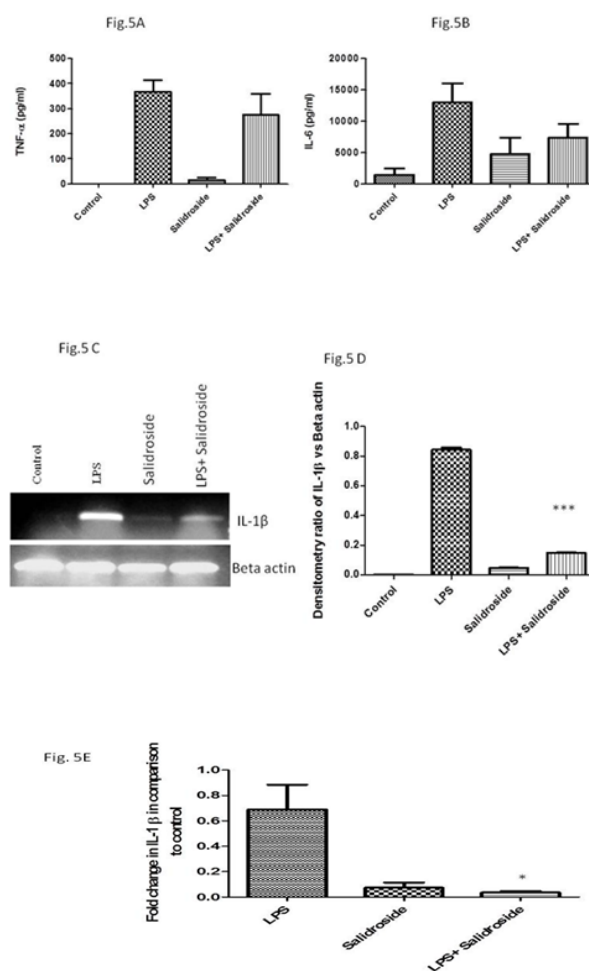 Fig.5A
TNF-α (pg/ml)
500
400
300
200
100
0
Control
LPS
Salidroside
LPS+ Salidroside
Fig.5B
IL-6 (pg/ml)
20000
15000
10000
5000
0
Control
LPS
Salidroside
LPS+ Salidroside
Fig.5 C
Control
LPS
Salidroside
LPS+ Salidroside
IL-1β
Beta actin
Fig.5 D
Densitometry ratio of IL-1β vs Beta actin
1.0
0.8
0.6
0.4
0.2
0.0
***
Control
LPS
Salidroside
LPS+ Salidroside
Fig. 5E
Fold change in IL-1 β in comparison
to control
1.0
0.8
0.6
0.4
0.2
0.0
*
LPS
Salidroside
LPS+ Salidroside